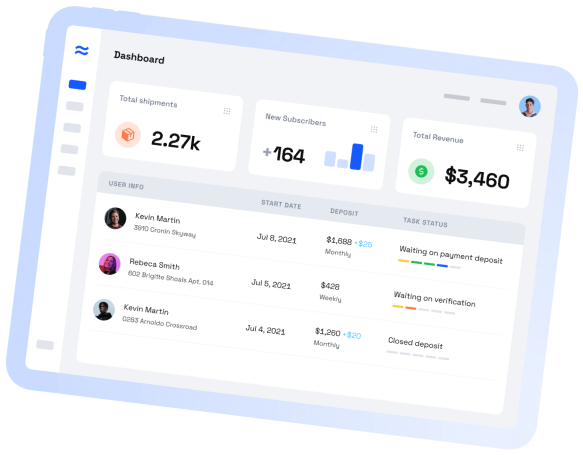 Dashboard
Total shipments
2.27k
New Subscribers
+164
Total Revenue
$3,460
USER INFO
START DATE
DEPOSIT
TASK STATUS
Kevin Martin
3910 Cronin Skyway
Jul 8, 2021
$1,688 +$20
Monthly
Waiting on payment deposit
Rebeca Smith
602 Brigitte Shoals Apt. 014
Jul 5, 2021
$428
Weekly
Waiting on verification
Kevin Martin
0263 Arnoldo Crossroad
Jul 4, 2021
$1,260 +$20
Monthly
Closed deposit